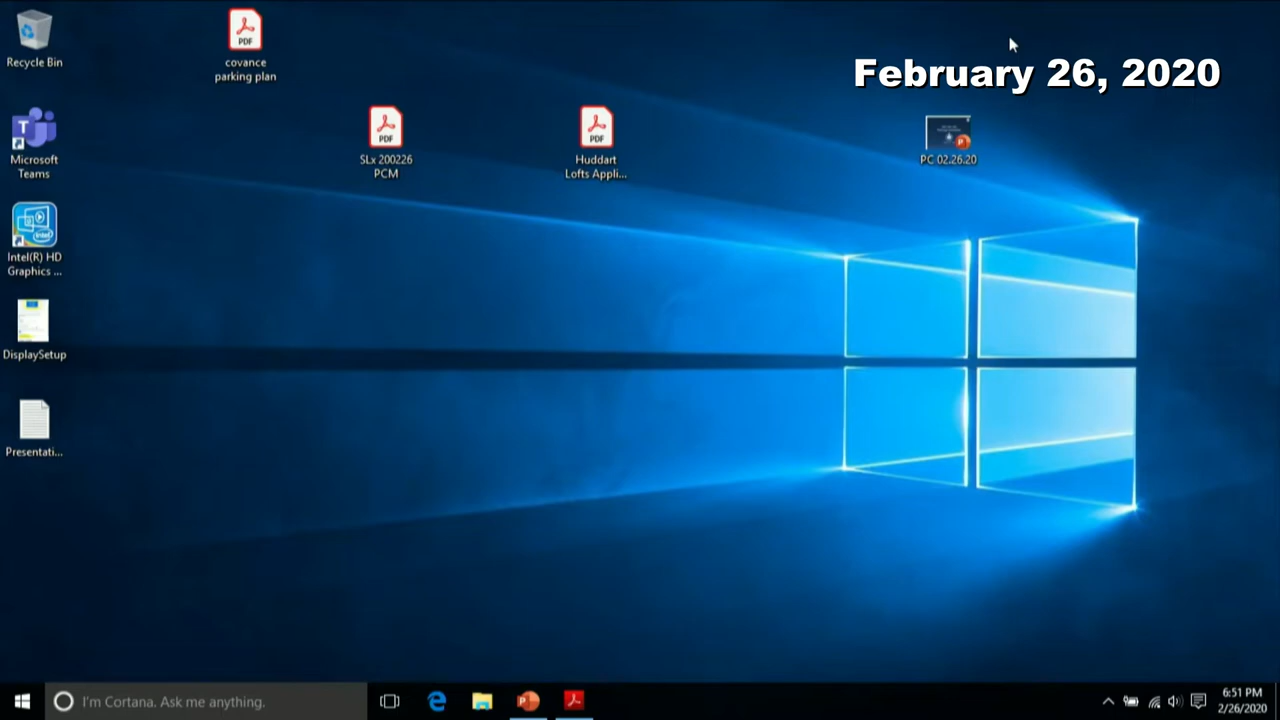 Recycle Bin
covance
parking plan
February 26, 2020
Microsoft
Teams
SLx 200226
PCM
Huddart
Lofts Appli...
PC 02.26.20
Intel(R) HD
Graphics ...
DisplaySetup
Presentati...
I'm Cortana. Ask me anything.
6:51 PM
2/26/2020